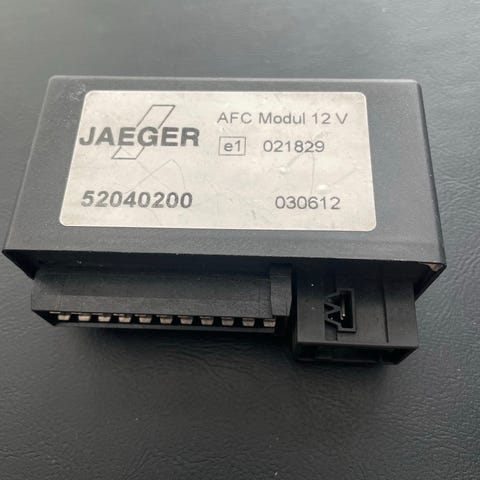 JAEGER
AFC Modul 12 V
e1 021829
52040200
030612